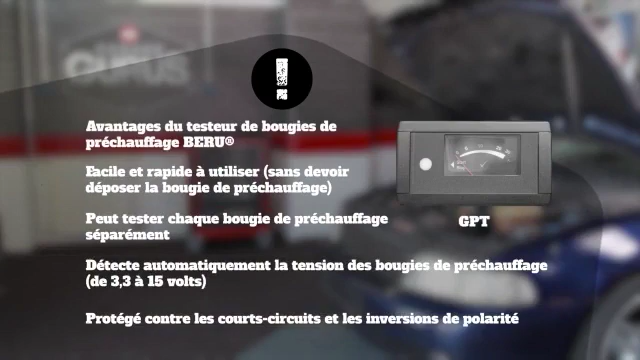 !
Avantages du testeur de bougies de
préchauffage BERU®
Facile et rapide à utiliser (sans devoir
déposer la bougie de préchauffage)
Peut tester chaque bougie de préchauffage
séparément
GPT
Détecte automatiquement la tension des bougies de préchauffage
(de 3,3 à 15 volts)
Protégé contre les courts-circuits et les inversions de polarité